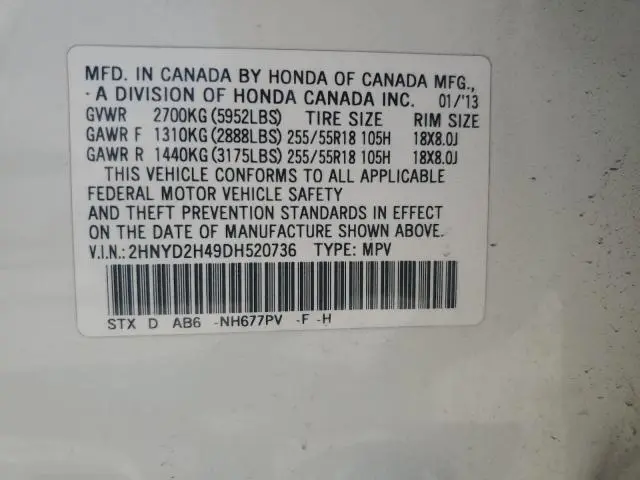 MFD. IN CANADA BY HONDA OF CANADA MFG.,
· A DIVISION OF HONDA CANADA INC. 01/'13
GVWR 2700KG (5952LBS) TIRE SIZE RIM SIZE
GAWR F 1310KG (2888LBS) 255/55R18 105H 18X8.0J
GAWR R 1440KG (3175LBS) 255/55R18 105H 18X8.0J
THIS VEHICLE CONFORMS TO ALL APPLICABLE
FEDERAL MOTOR VEHICLE SAFETY
AND THEFT PREVENTION STANDARDS IN EFFECT
ON THE DATE OF MANUFACTURE SHOWN ABOVE.
V.I.N.: 2HNYD2H49DH520736 TYPE: MPV
STX D AB6 -NH677PV -F -H